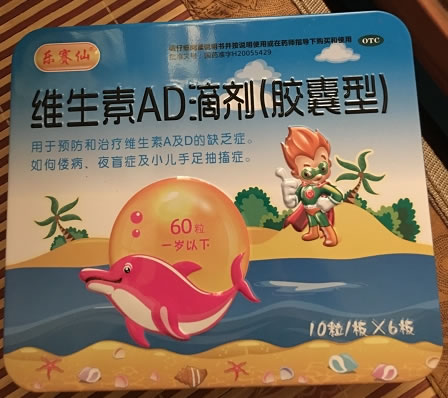 乐赛仙
请仔细阅读说明书并按说明使用或在药师指导下购买和使用
批准文号：国药准字H20055429
OTC
维生素AD滴剂(胶囊型)
用于预防和治疗维生素A及D的缺乏症。
如佝偻病、夜盲症及小儿手足抽搐症。
60粒
一岁以下
10粒/板×6板